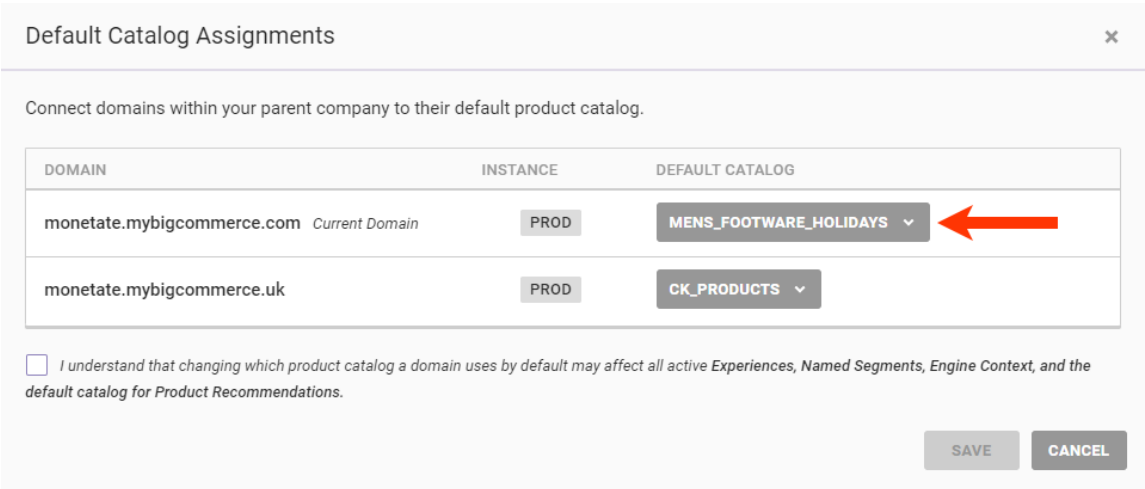 Default Catalog Assignments ×
Connect domains within your parent company to their default product catalog.
DOMAIN INSTANCE DEFAULT CATALOG
monetate.mybigcommerce.com Current Domain PROD MENS_FOOTWARE_HOLIDAYS
monetate.mybigcommerce.uk PROD CK_PRODUCTS
I understand that changing which product catalog a domain uses by default may affect all active Experiences, Named Segments, Engine Context, and the
default catalog for Product Recommendations.
SAVE CANCEL